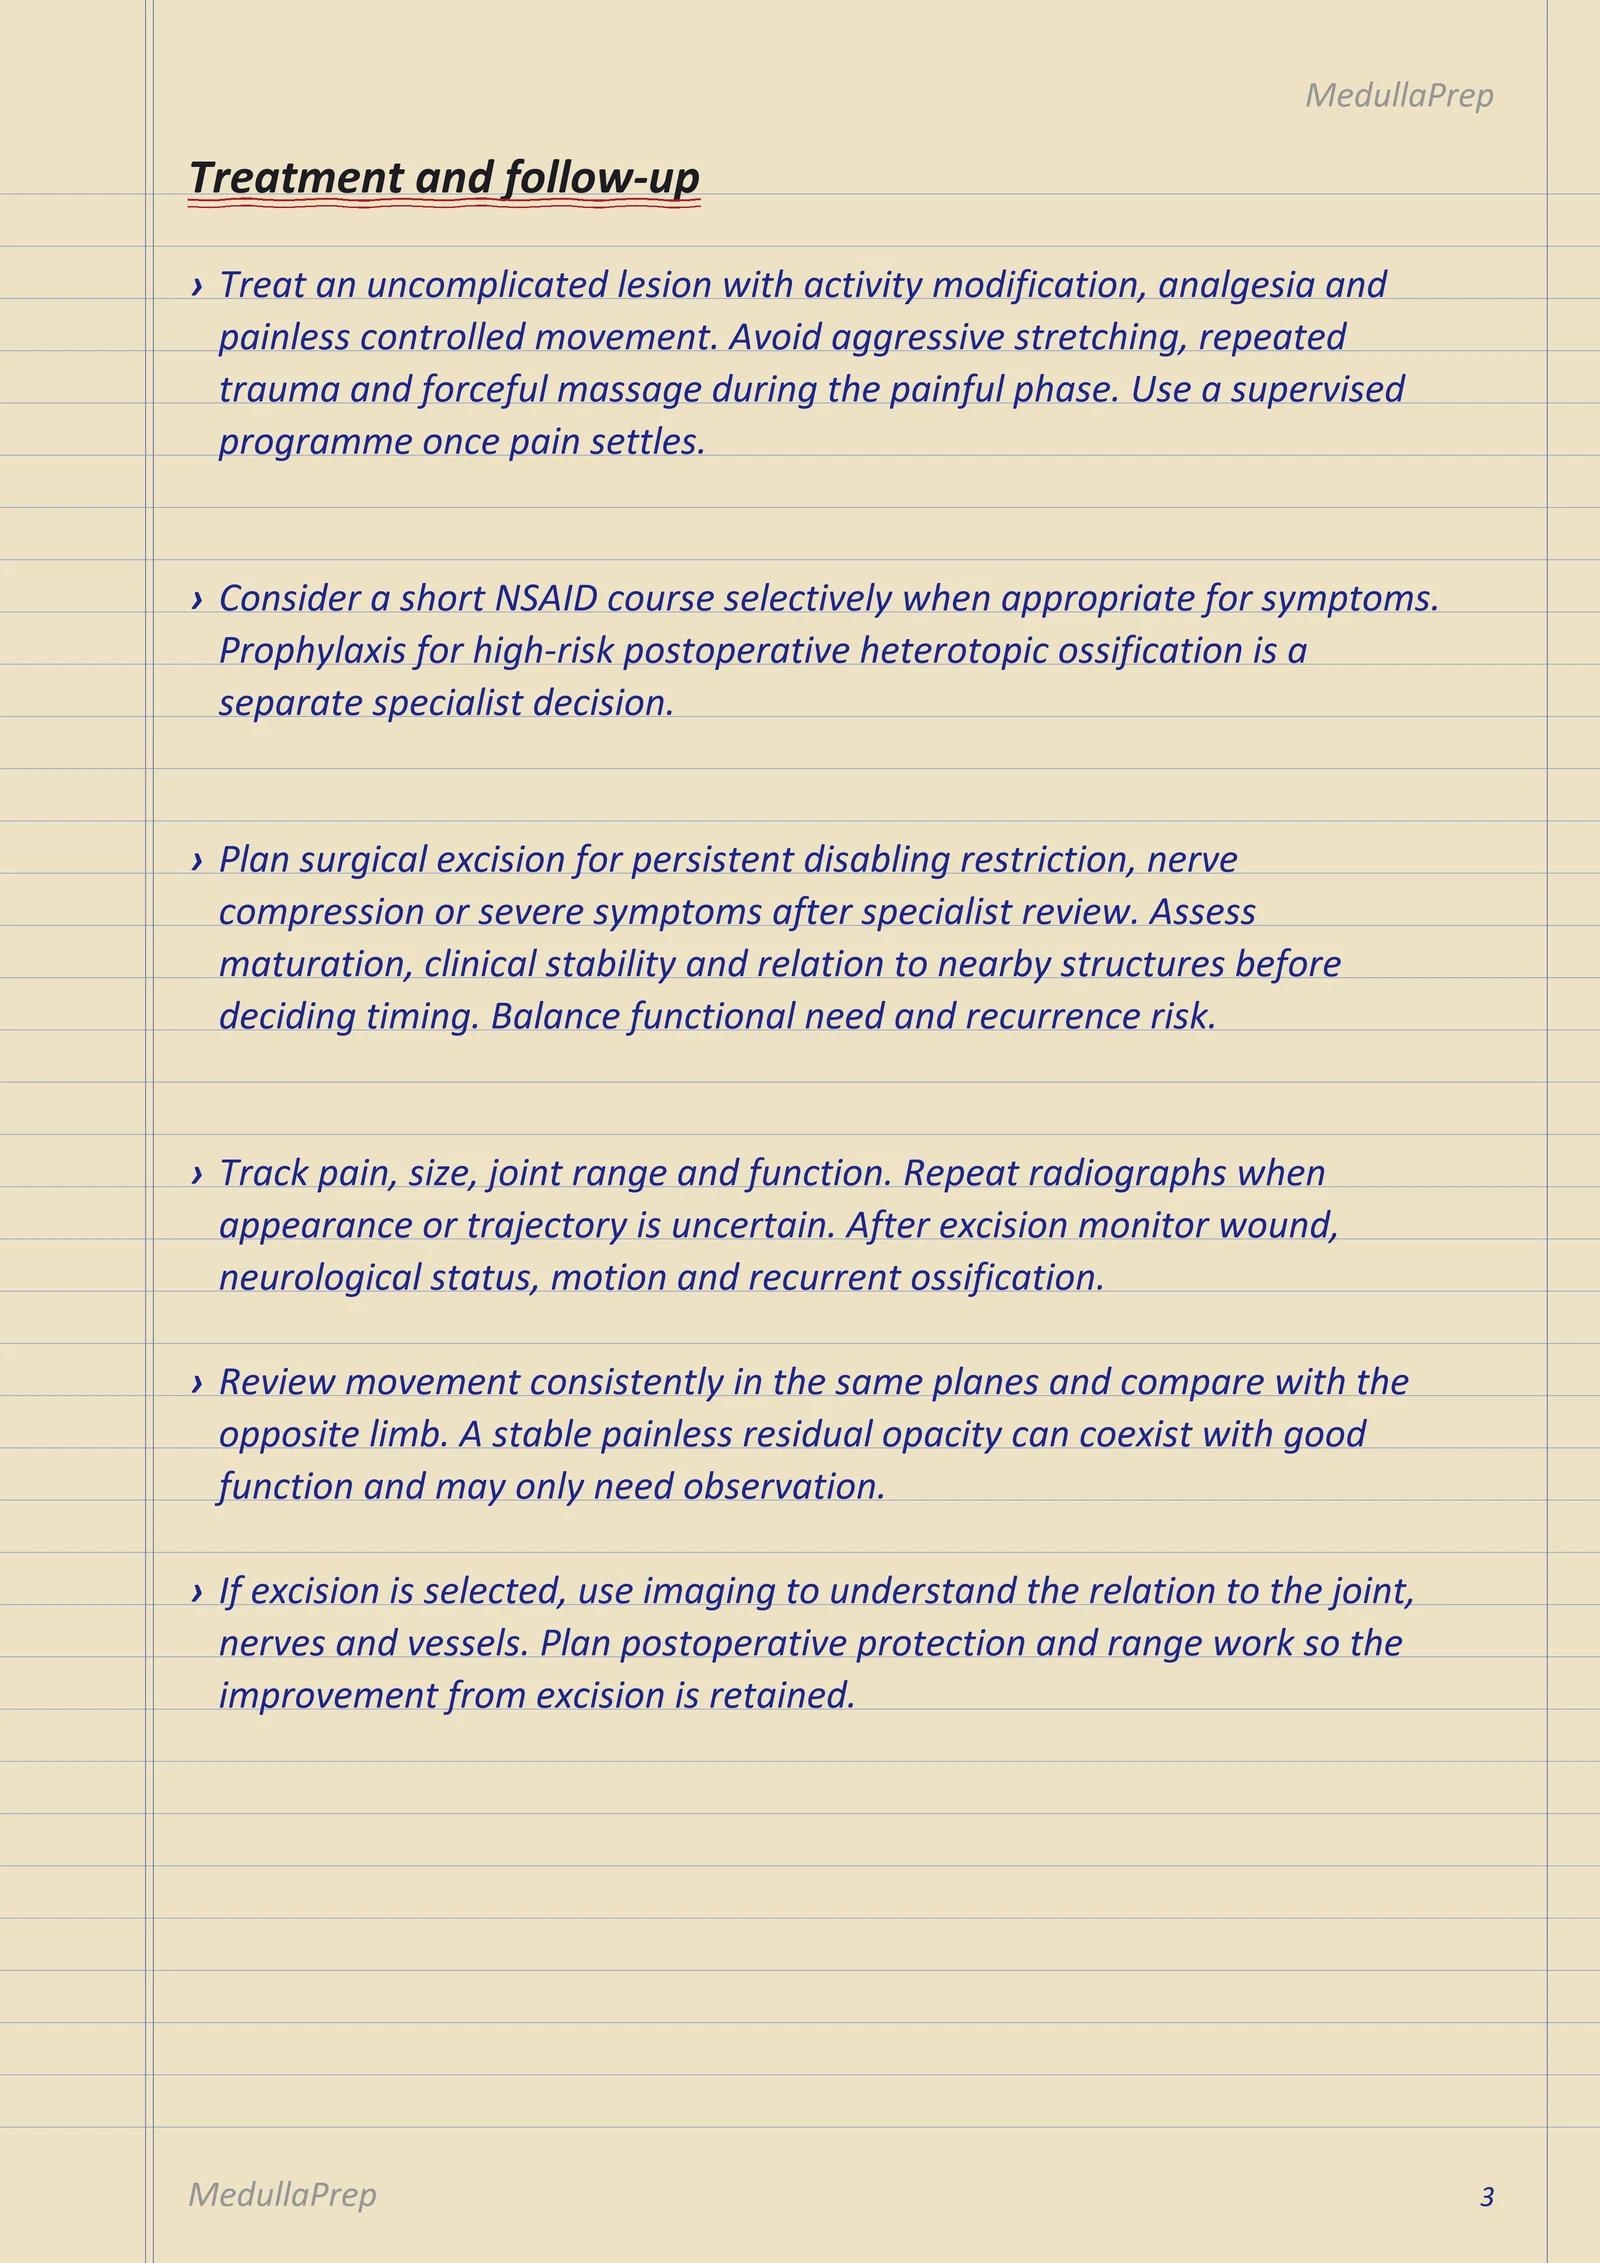 MedullaPrep
Treatment and follow-up
› Treat an uncomplicated lesion with activity modification, analgesia and
painless controlled movement. Avoid aggressive stretching, repeated
trauma and forceful massage during the painful phase. Use a supervised
programme once pain settles.
› Consider a short NSAID course selectively when appropriate for symptoms.
Prophylaxis for high-risk postoperative heterotopic ossification is a
separate specialist decision.
› Plan surgical excision for persistent disabling restriction, nerve
compression or severe symptoms after specialist review. Assess
maturation, clinical stability and relation to nearby structures before
deciding timing. Balance functional need and recurrence risk.
› Track pain, size, joint range and function. Repeat radiographs when
appearance or trajectory is uncertain. After excision monitor wound,
neurological status, motion and recurrent ossification.
› Review movement consistently in the same planes and compare with the
opposite limb. A stable painless residual opacity can coexist with good
function and may only need observation.
› If excision is selected, use imaging to understand the relation to the joint,
nerves and vessels. Plan postoperative protection and range work so the
improvement from excision is retained.
MedullaPrep
3